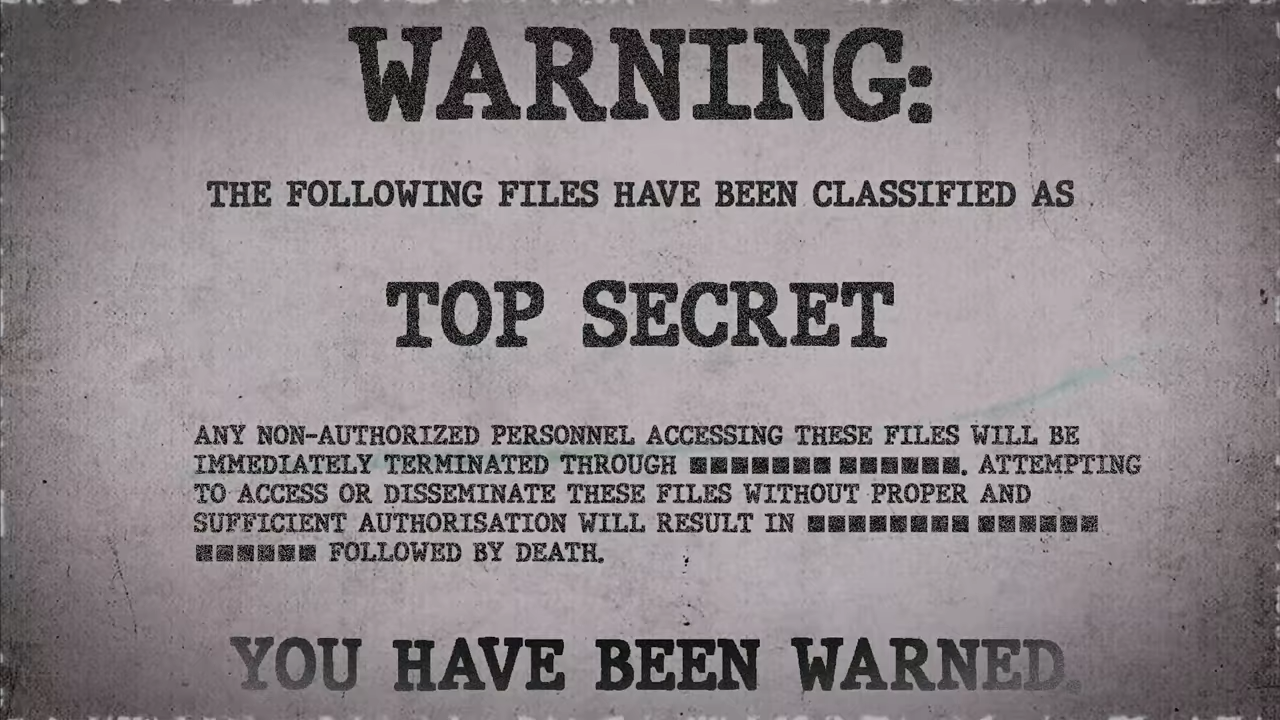 WARNING:
THE FOLLOWING FILES HAVE BEEN CLASSIFIED AS
TOP SECRET
ANY NON-AUTHORIZED PERSONNEL ACCESSING THESE FILES WILL BE
IMMEDIATELY TERMINATED THROUGH ■■■■■■■ ■■■■■■. ATTEMPTING
TO ACCESS OR DISSEMINATE THESE FILES WITHOUT PROPER AND
SUFFICIENT AUTHORISATION WILL RESULT IN ■■■■■■■■ ■■■■■■
■■■■■■ FOLLOWED BY DEATH.
YOU HAVE BEEN WARNED.